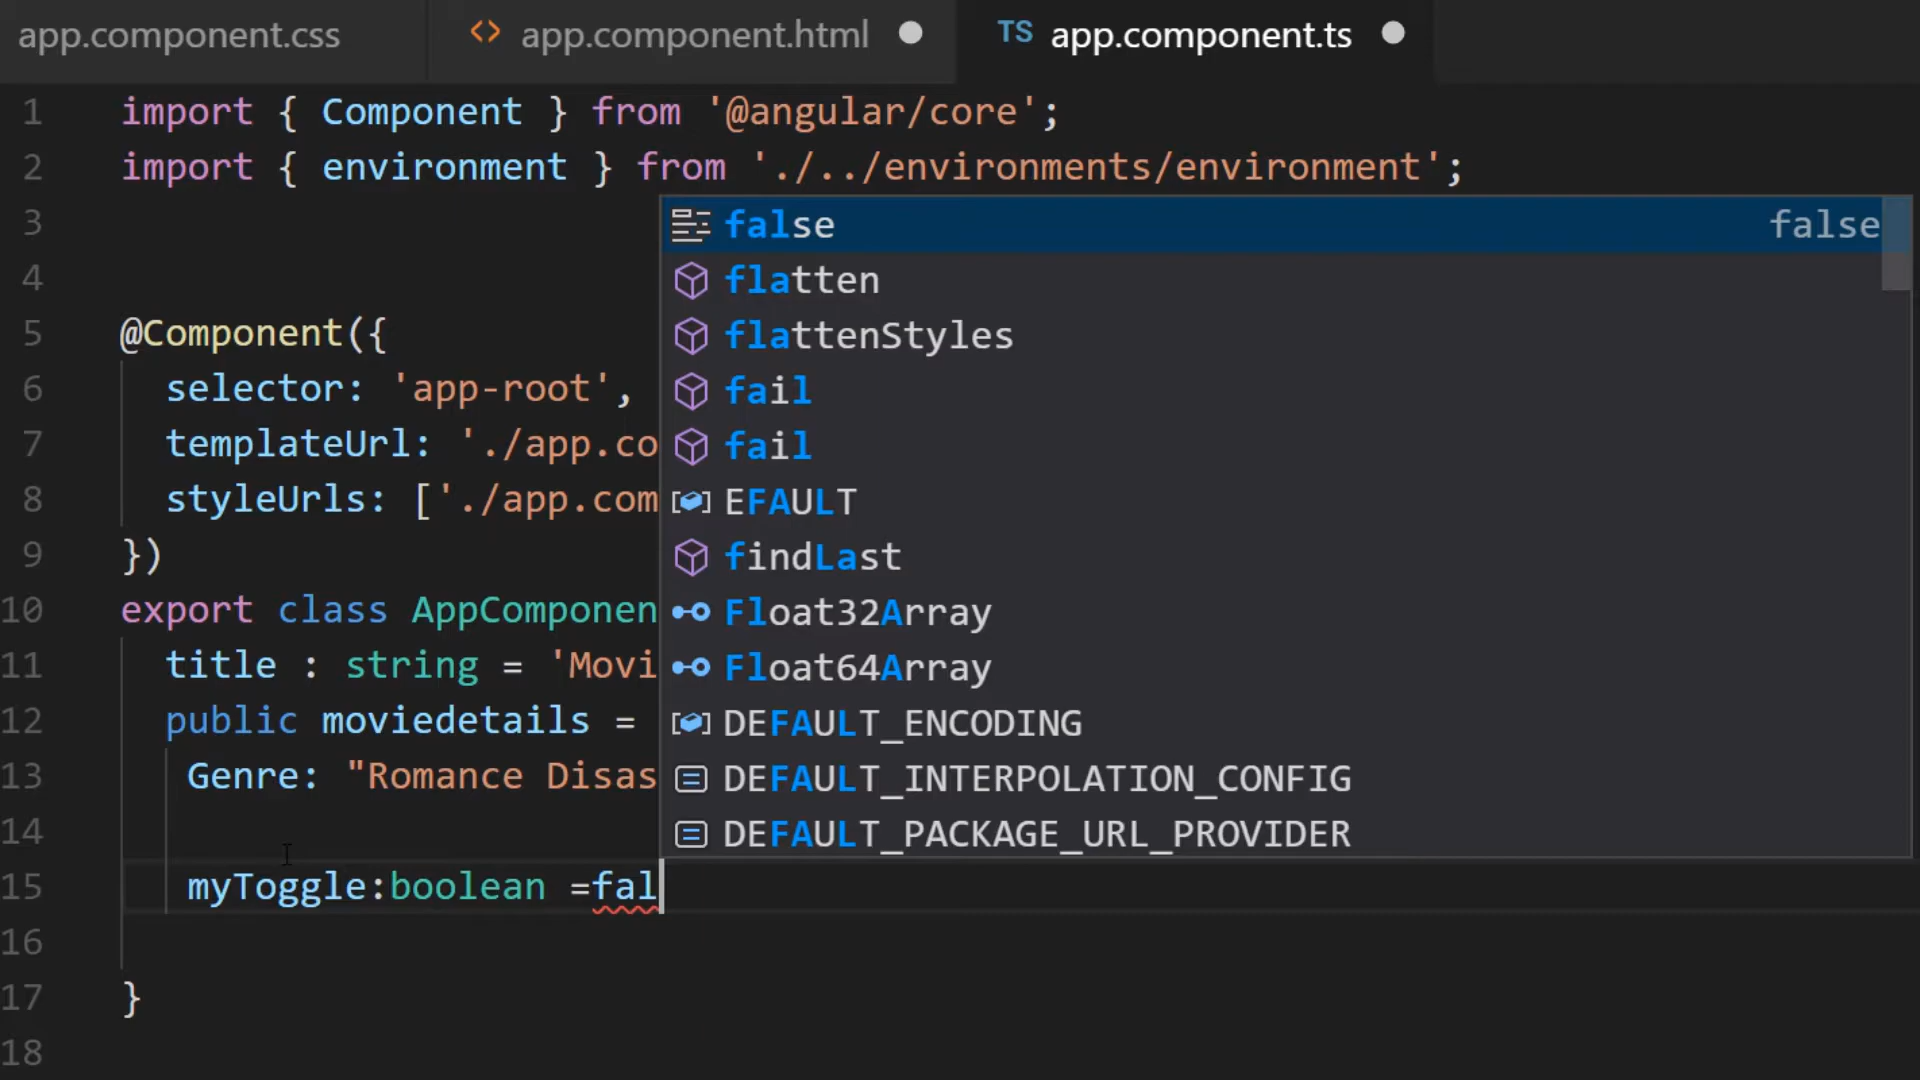 app.component.css
<> app.component.html
TS app.component.ts
1 import { Component } from '@angular/core';
2 import { environment } from './../environments/environment';
3
4
5 @Component({
6 selector: 'app-root',
7 templateUrl: './app.co
8 styleUrls: ['./app.com
9 })
10 export class AppComponen
11 title : string = 'Movi
12 public moviedetails =
13 Genre: "Romance Disas
14
15 myToggle:boolean =fal
16
17 }
18
false false
flatten
flattenStyles
fail
fail
EFAULT
findLast
Float32Array
Float64Array
DEFAULT_ENCODING
DEFAULT_INTERPOLATION_CONFIG
DEFAULT_PACKAGE_URL_PROVIDER